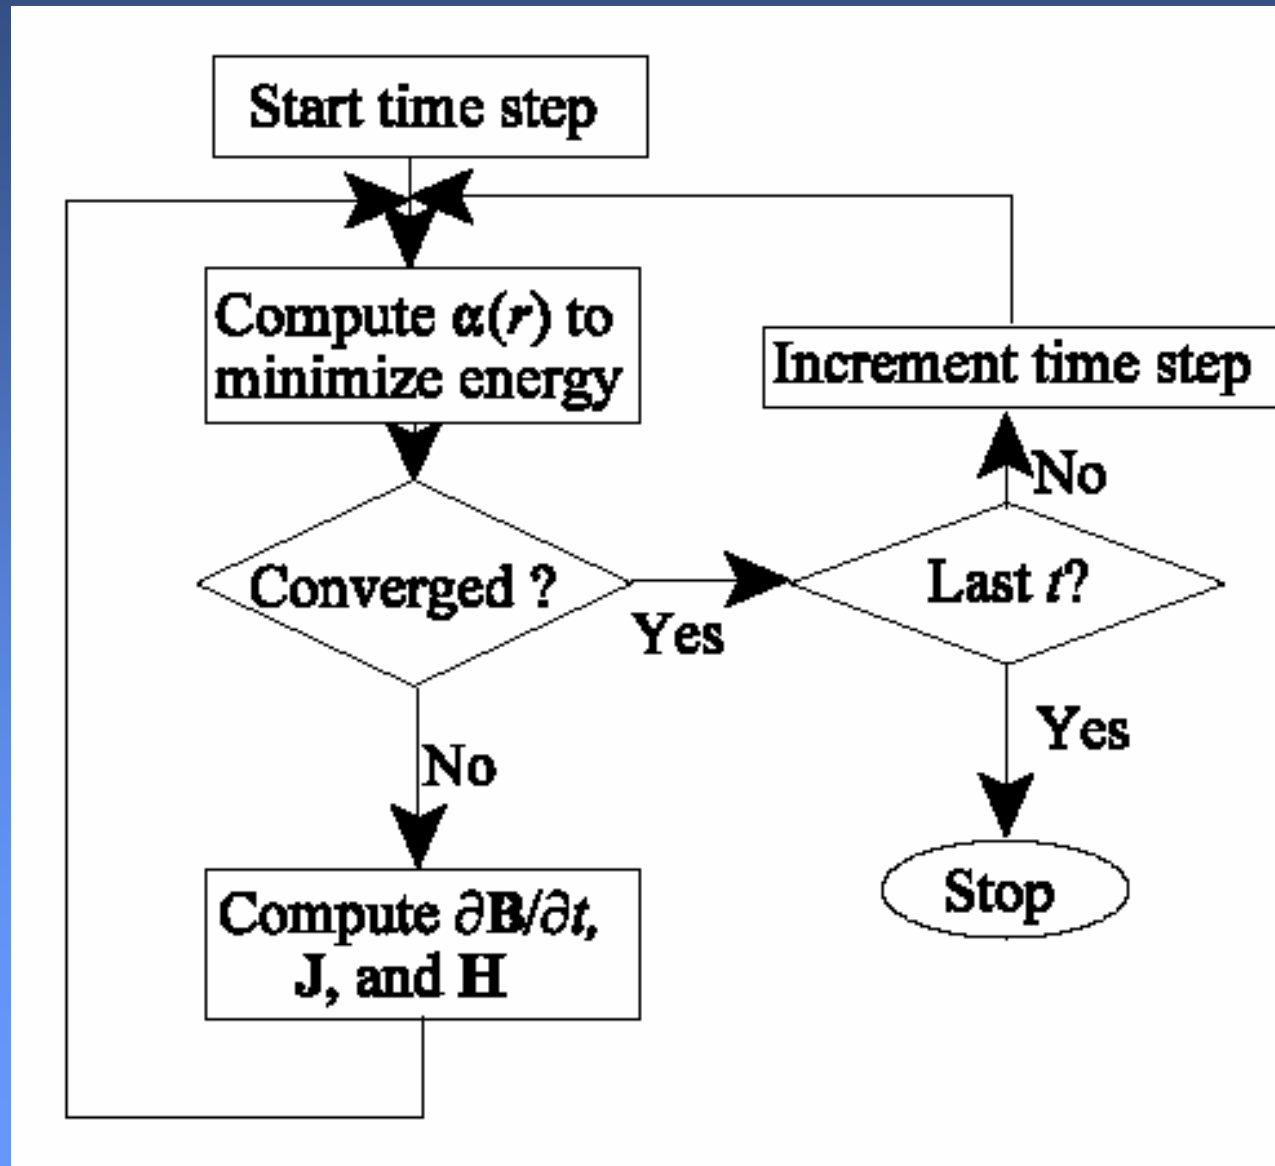 Start time step
Compute α(r) to
minimize energy
Increment time step
No
Converged ?
Last t?
Yes
Yes
No
Compute ∂B/∂t,
J, and H
Stop